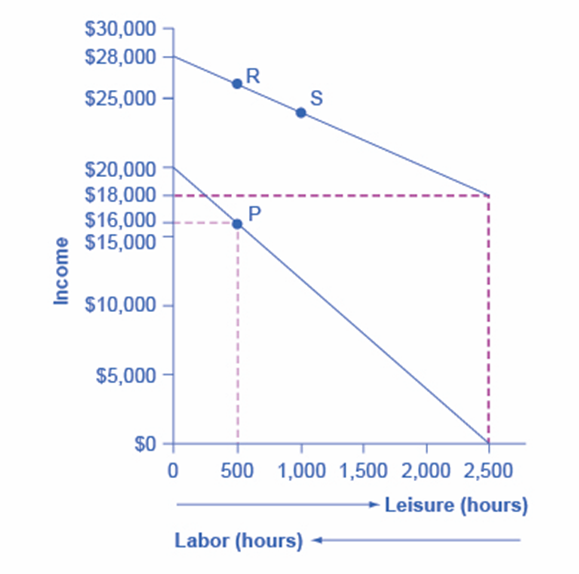 $30,000
$28,000
R
S
$25,000
$20,000
$18,000
$16,000
P
$15,000
Income
$10,000
$5,000
$0
0 500 1,000 1,500 2,000 2,500
Leisure (hours)
Labor (hours)